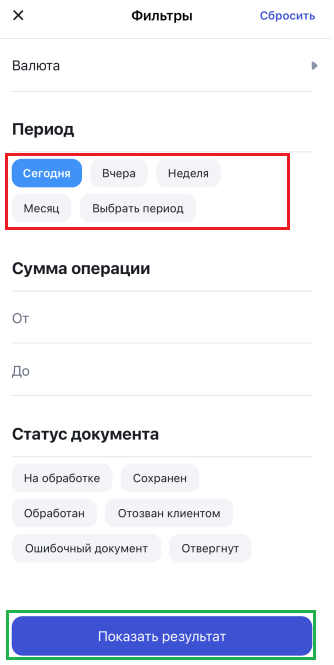 Фильтры Сбросить
Валюта
Период
Сегодня Вчера Неделя
Месяц Выбрать период
Сумма операции
От
До
Статус документа
На обработке Сохранен
Обработан Отозван клиентом
Ошибочный документ Отвергнут
Показать результат